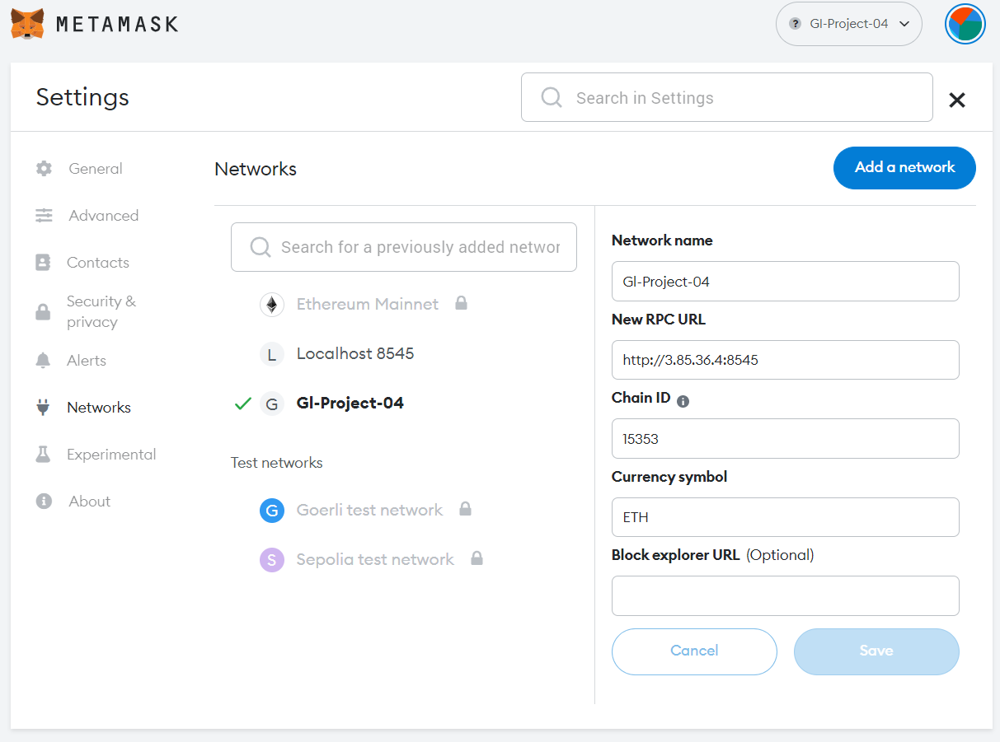 METAMASK
? Gl-Project-04
Settings
Search in Settings
General
Advanced
Contacts
Security &
privacy
Alerts
Networks
Experimental
About
Networks
Add a network
Search for a previously added networ
Ethereum Mainnet
L Localhost 8545
G Gl-Project-04
Test networks
G Goerli test network
S Sepolia test network
Network name
Gl-Project-04
New RPC URL
http://3.85.36.4:8545
Chain ID
15353
Currency symbol
ETH
Block explorer URL (Optional)
Cancel
Save